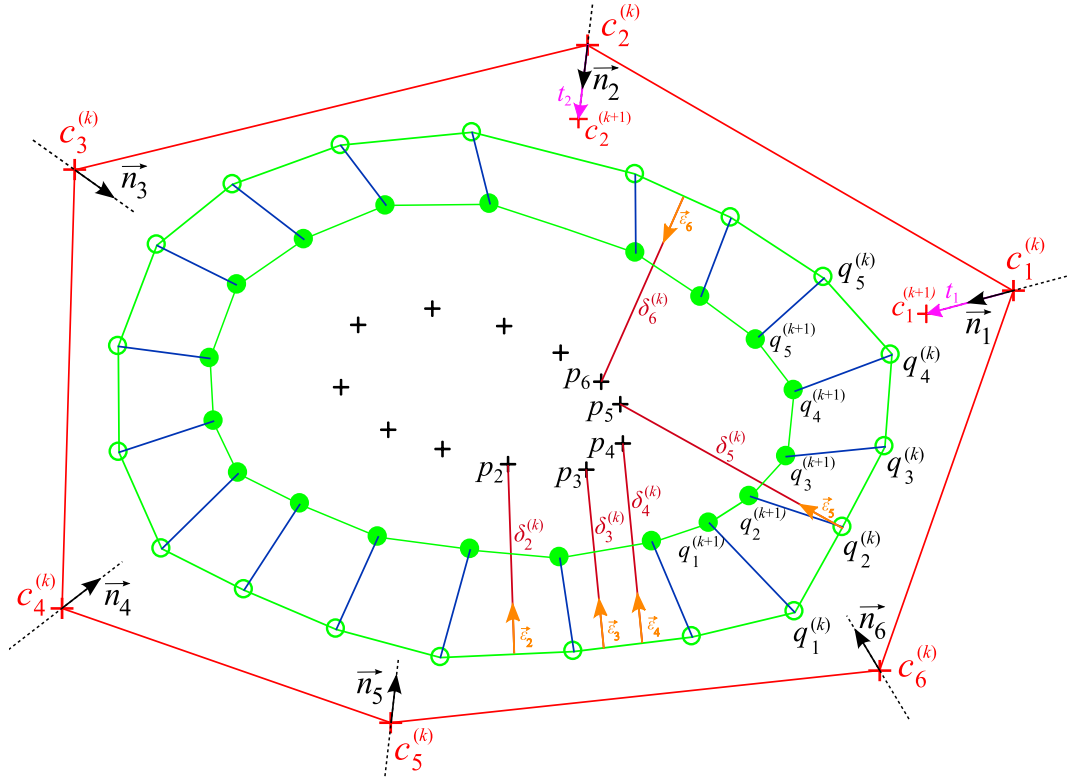 c₂⁽ᵏ⁾
n₂
t₂
c₂⁽ᵏ⁺¹⁾
c₃⁽ᵏ⁾
n₃
ε₆
c₁⁽ᵏ⁾
q₅⁽ᵏ⁾
c₁⁽ᵏ⁺¹⁾
t₁
n₁
δ₆⁽ᵏ⁾
q₅⁽ᵏ⁺¹⁾
q₄⁽ᵏ⁾
p₆
p₅
q₄⁽ᵏ⁺¹⁾
p₄
δ₅⁽ᵏ⁾
q₃⁽ᵏ⁾
p₂
p₃
q₃⁽ᵏ⁺¹⁾
δ₄⁽ᵏ⁾
δ₂⁽ᵏ⁾
δ₃⁽ᵏ⁾
q₂⁽ᵏ⁺¹⁾
ε₅
q₁⁽ᵏ⁺¹⁾
q₂⁽ᵏ⁾
c₄⁽ᵏ⁾
n₄
ε₂
ε₃
ε₄
q₁⁽ᵏ⁾
n₆
c₆⁽ᵏ⁾
n₅
c₅⁽ᵏ⁾